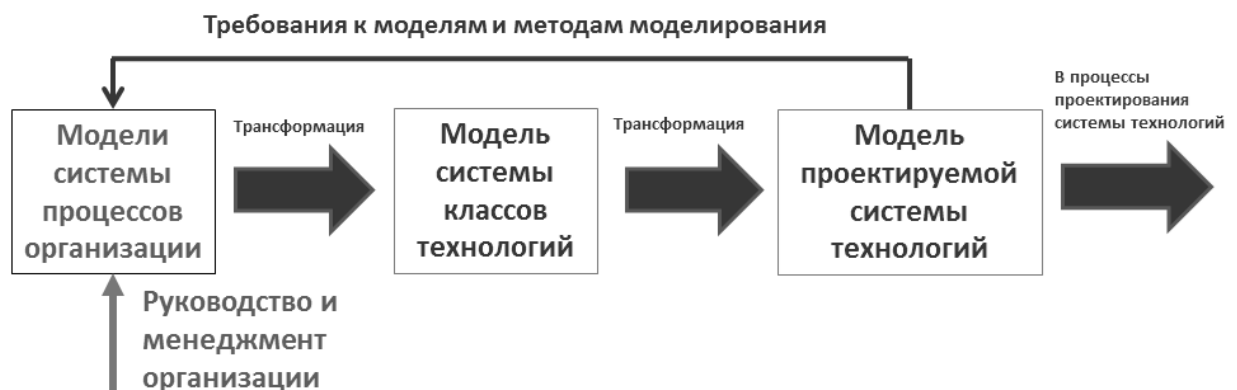 Требования к моделям и методам моделирования
В процессы
проектирования
системы технологий
Модели
системы
процессов
организации
Трансформация
Модель
системы
классов
технологий
Трансформация
Модель
проектируемой
системы
технологий
Руководство и
менеджмент
организации